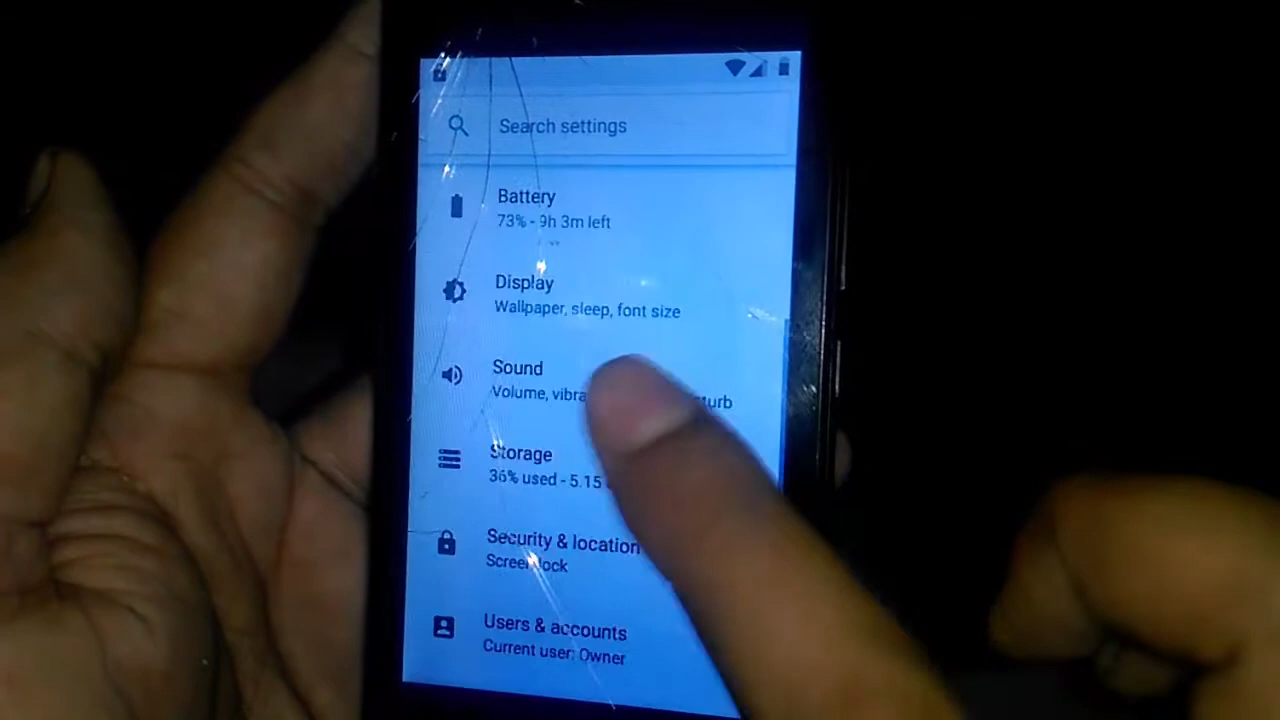 Search settings
Battery
73% - 9h 3m left
Display
Wallpaper, sleep, font size
Sound
Volume, vibra turb
Storage
36% used - 5.15
Security & location
Screen lock
Users & accounts
Current user: Owner